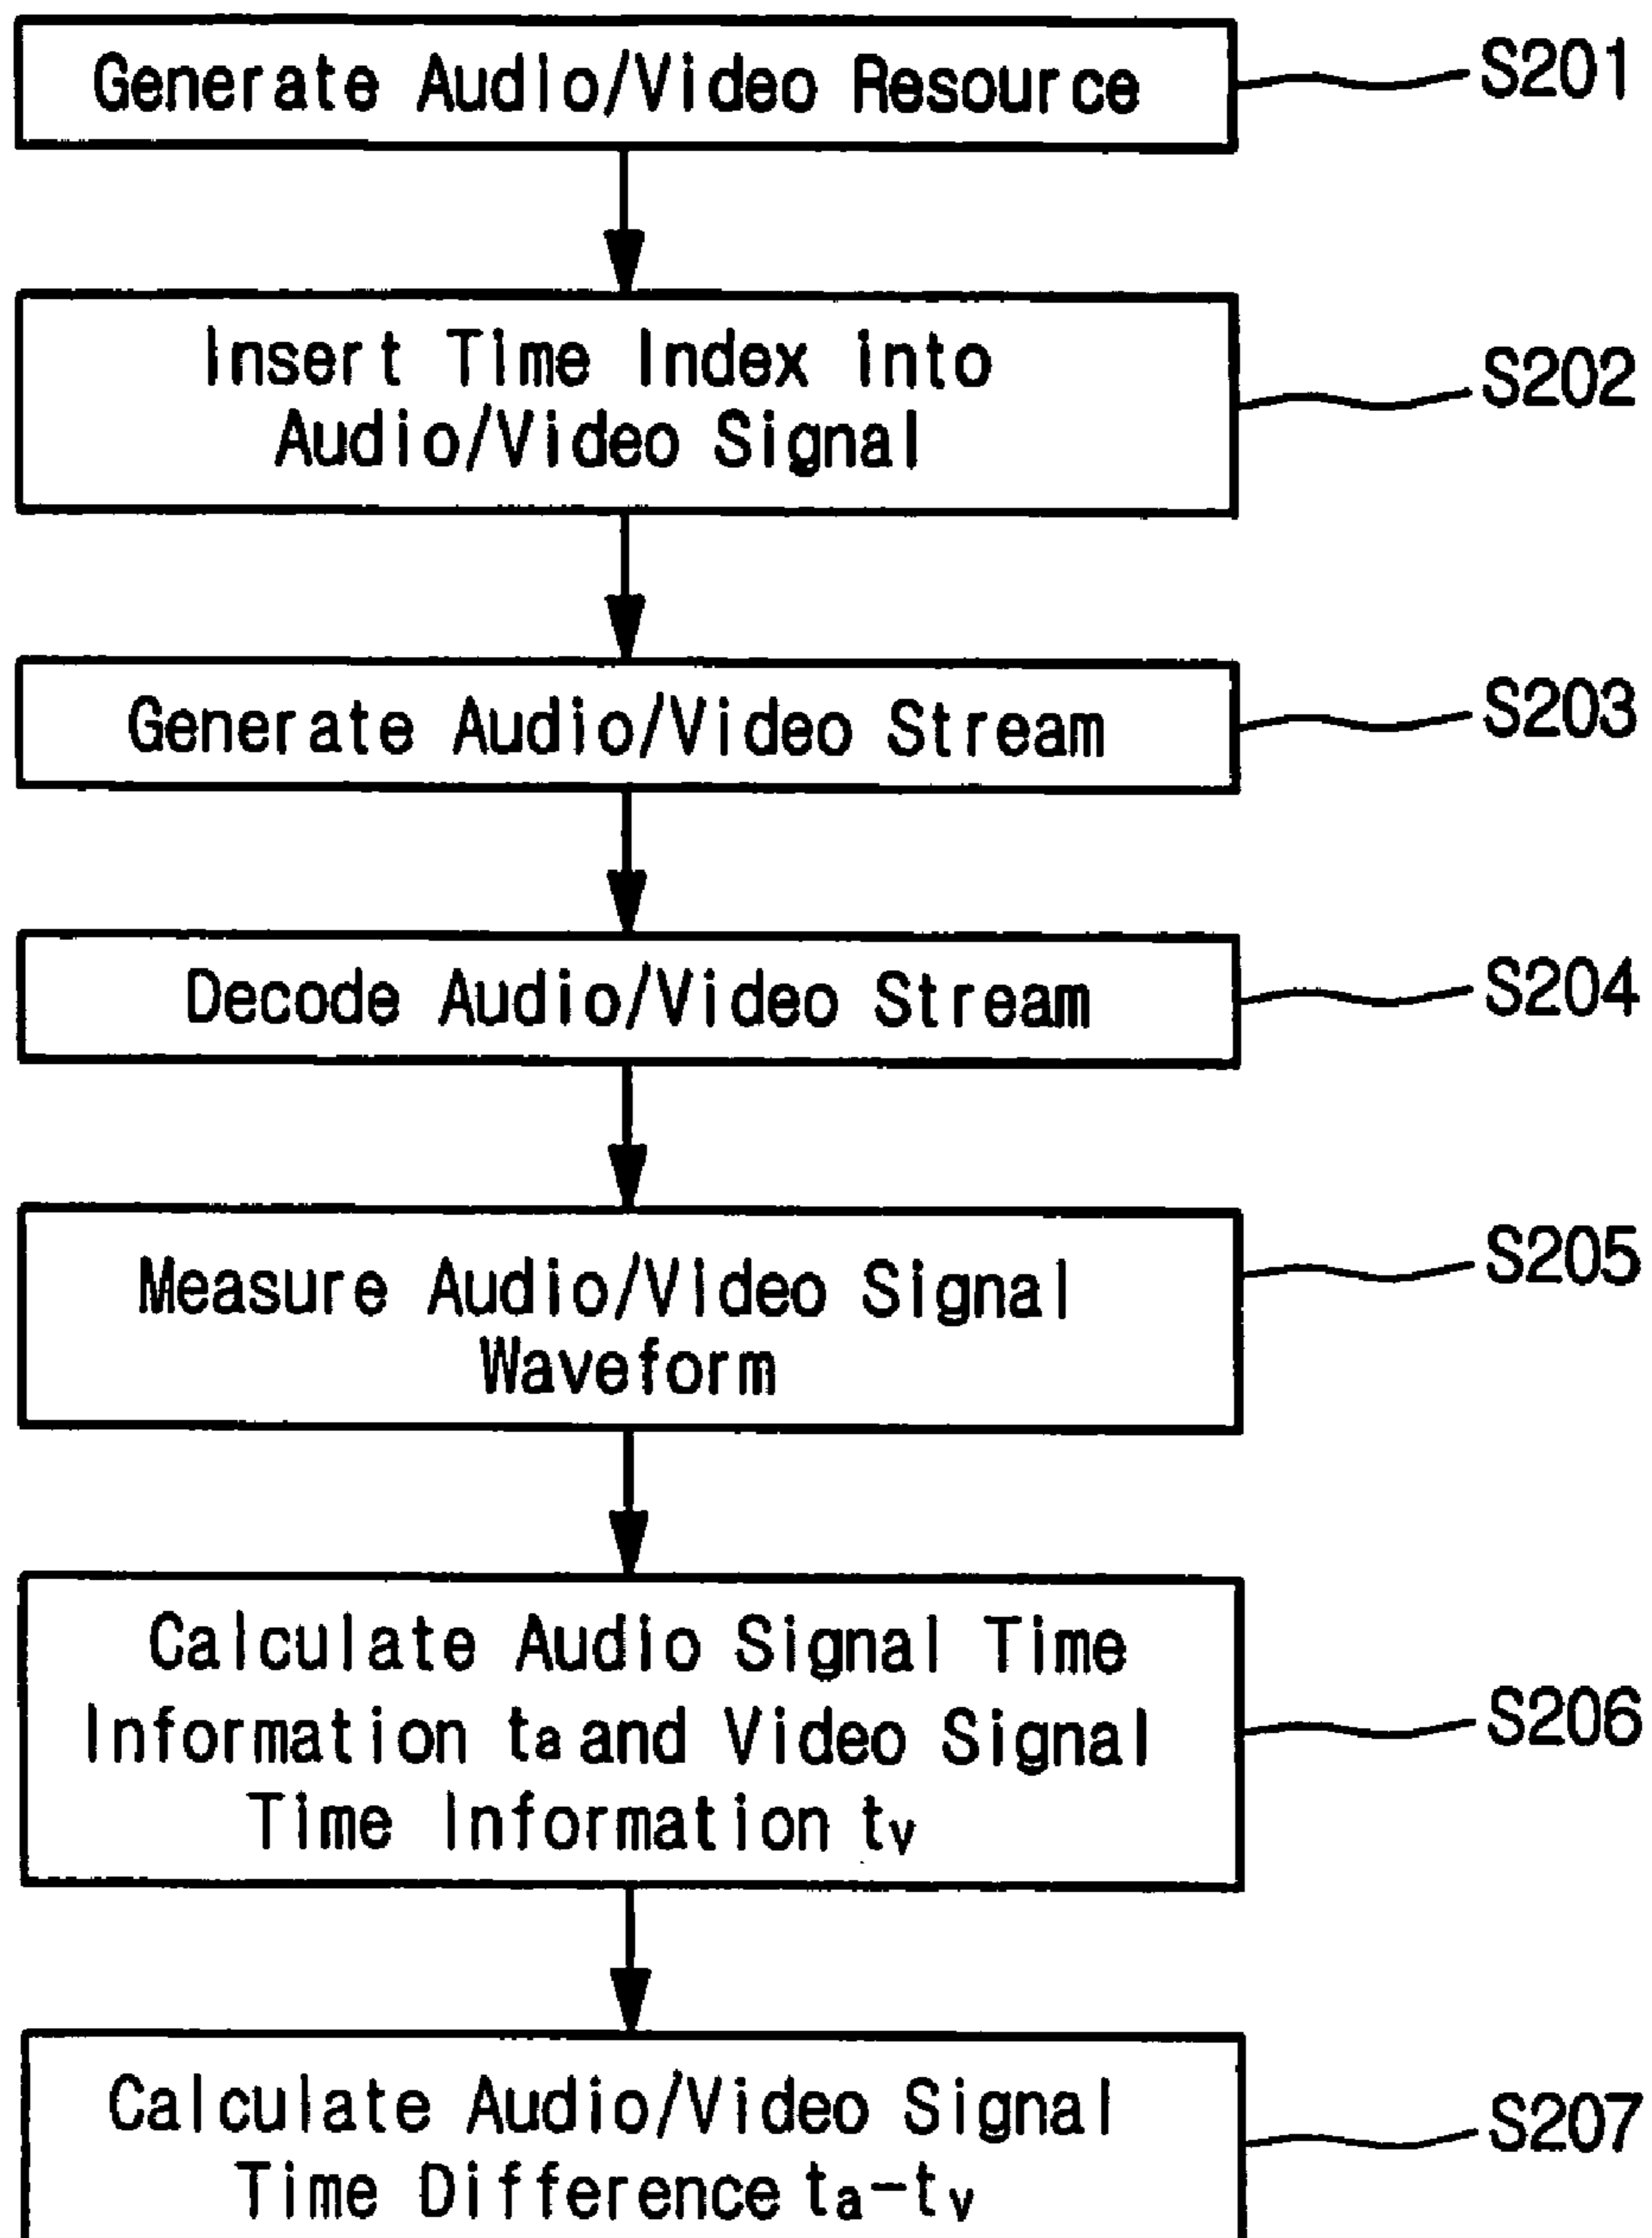 Generate Audio/Video Resource
S201
Insert Time Index into
Audio/Video Signal
S202
Generate Audio/Video Stream
S203
Decode Audio/Video Stream
S204
Measure Audio/Video Signal
Waveform
S205
Calculate Audio Signal Time
Information ta and Video Signal
Time Information tv
S206
Calculate Audio/Video Signal
Time Difference ta-tv
S207